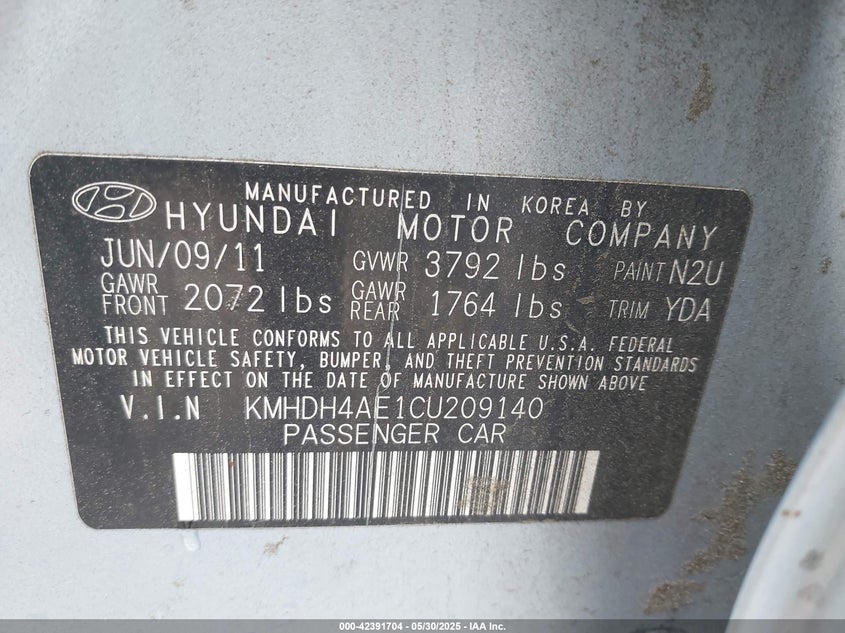 MANUFACTURED IN KOREA BY
HYUNDAI MOTOR COMPANY
JUN/09/11 GVWR 3792 lbs PAINT N2U
GAWR FRONT 2072 lbs GAWR REAR 1764 lbs TRIM YDA
THIS VEHICLE CONFORMS TO ALL APPLICABLE U.S.A. FEDERAL
MOTOR VEHICLE SAFETY, BUMPER, AND THEFT PREVENTION STANDARDS
IN EFFECT ON THE DATE OF MANUFACTURE SHOWN ABOVE
V.I.N KMHDH4AE1CU209140
PASSENGER CAR
000-42391704 - 05/30/2025 - IAA Inc.